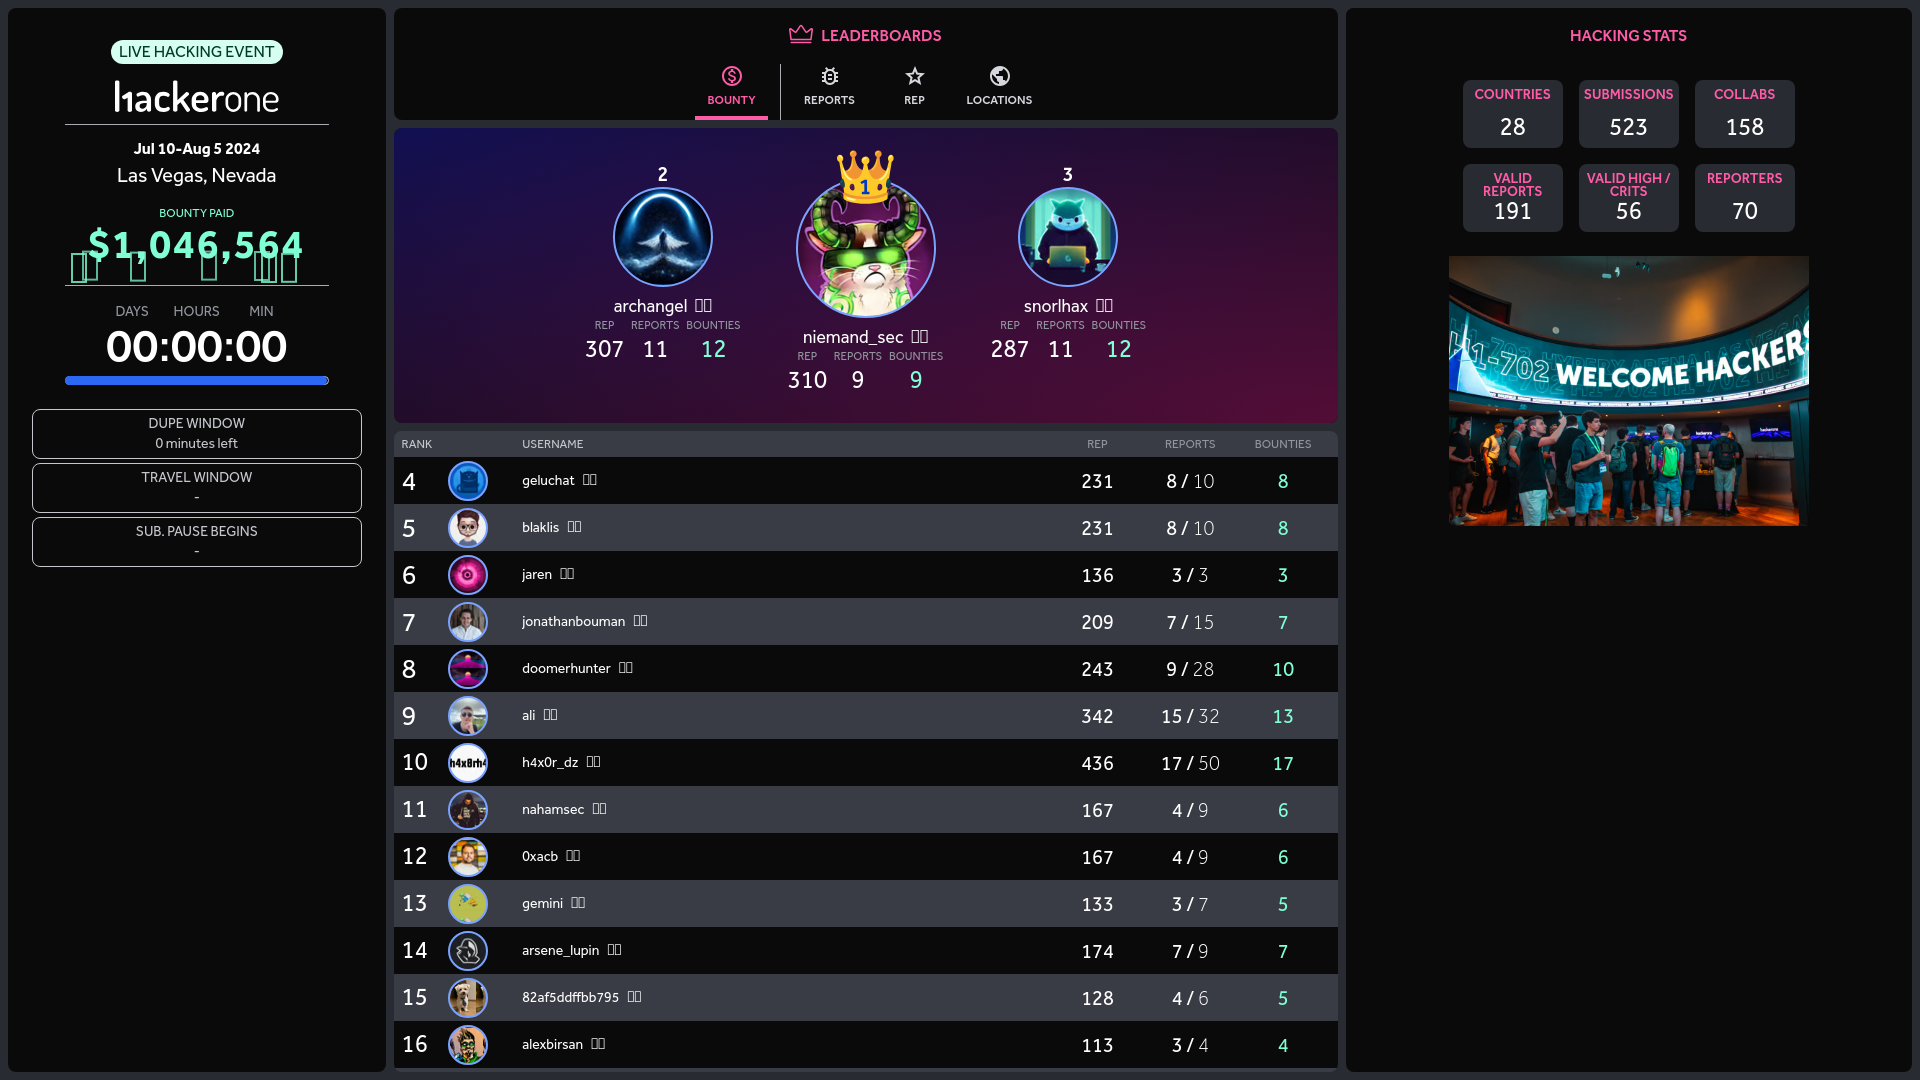 LIVE HACKING EVENT
hackerone
Jul 10-Aug 5 2024
Las Vegas, Nevada
BOUNTY PAID
$1,046,564
DAYS HOURS MIN
00:00:00
DUPE WINDOW
0 minutes left
TRAVEL WINDOW
-
SUB. PAUSE BEGINS
-
LEADERBOARDS
BOUNTY REPORTS REP LOCATIONS
2
archangel
REP REPORTS BOUNTIES
307 11 12
1
niemand_sec
REP REPORTS BOUNTIES
310 9 9
3
snorlhax
REP REPORTS BOUNTIES
287 11 12
RANK USERNAME REP REPORTS BOUNTIES
4 geluchat 231 8 / 10 8
5 blaklis 231 8 / 10 8
6 jaren 136 3 / 3 3
7 jonathanbouman 209 7 / 15 7
8 doomerhunter 243 9 / 28 10
9 ali 342 15 / 32 13
10 h4x0r_dz 436 17 / 50 17
11 nahamsec 167 4 / 9 6
12 0xacb 167 4 / 9 6
13 gemini 133 3 / 7 5
14 arsene_lupin 174 7 / 9 7
15 82af5ddffbb795 128 4 / 6 5
16 alexbirsan 113 3 / 4 4
HACKING STATS
COUNTRIES
28
SUBMISSIONS
523
COLLABS
158
VALID
REPORTS
191
VALID HIGH /
CRITS
56
REPORTERS
70
H1-702
WELCOME HACKERS
hackerone